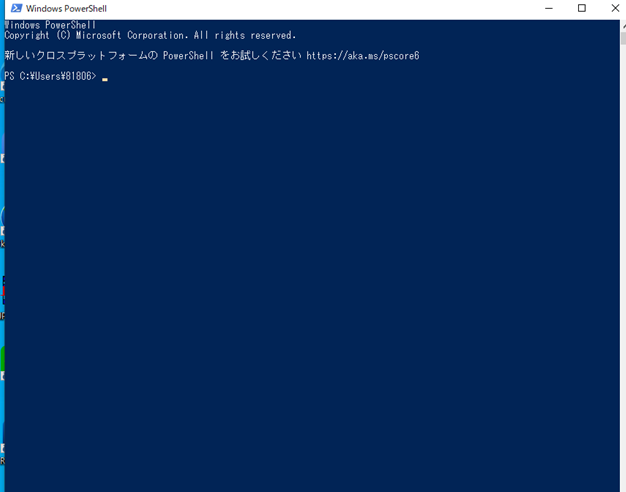 Windows PowerShell
Windows PowerShell
Copyright (C) Microsoft Corporation. All rights reserved.
新しいクロスプラットフォームの PowerShell をお試しください https://aka.ms/pscore6
PS C:¥Users¥81806>